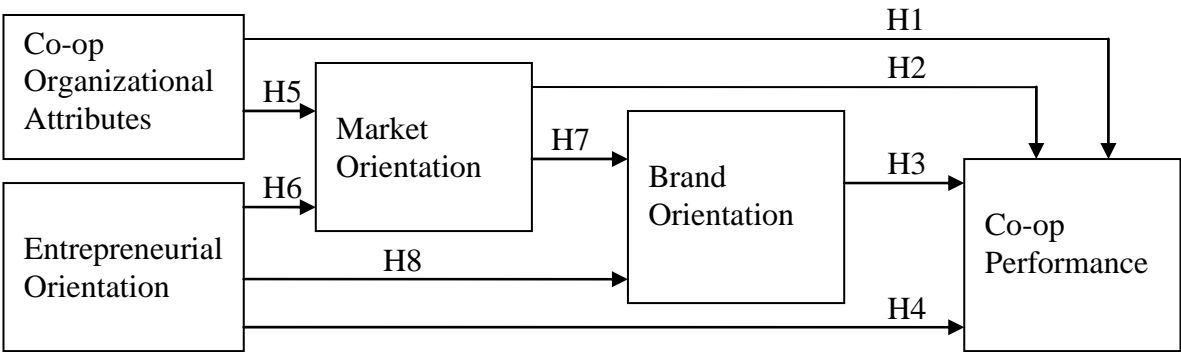 H1
Co-op
Organizational
Attributes
H2
H5
Market
Orientation
H7
H3
Brand
Orientation
H6
Entrepreneurial
Orientation
H8
Co-op
Performance
H4